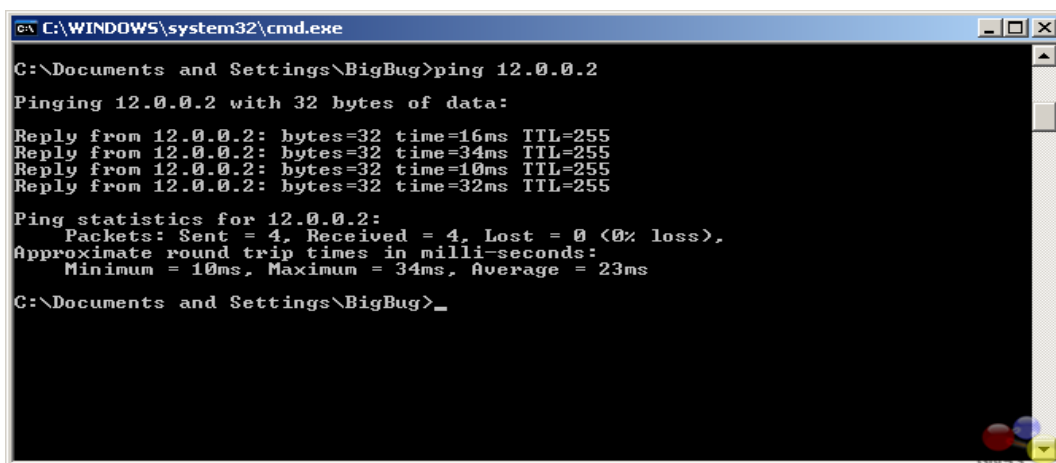 C:\WINDOWS\system32\cmd.exe
C:\Documents and Settings\BigBug>ping 12.0.0.2
Pinging 12.0.0.2 with 32 bytes of data:
Reply from 12.0.0.2: bytes=32 time=16ms TTL=255
Reply from 12.0.0.2: bytes=32 time=34ms TTL=255
Reply from 12.0.0.2: bytes=32 time=10ms TTL=255
Reply from 12.0.0.2: bytes=32 time=32ms TTL=255
Ping statistics for 12.0.0.2:
    Packets: Sent = 4, Received = 4, Lost = 0 (0% loss),
Approximate round trip times in milli-seconds:
    Minimum = 10ms, Maximum = 34ms, Average = 23ms
C:\Documents and Settings\BigBug>_